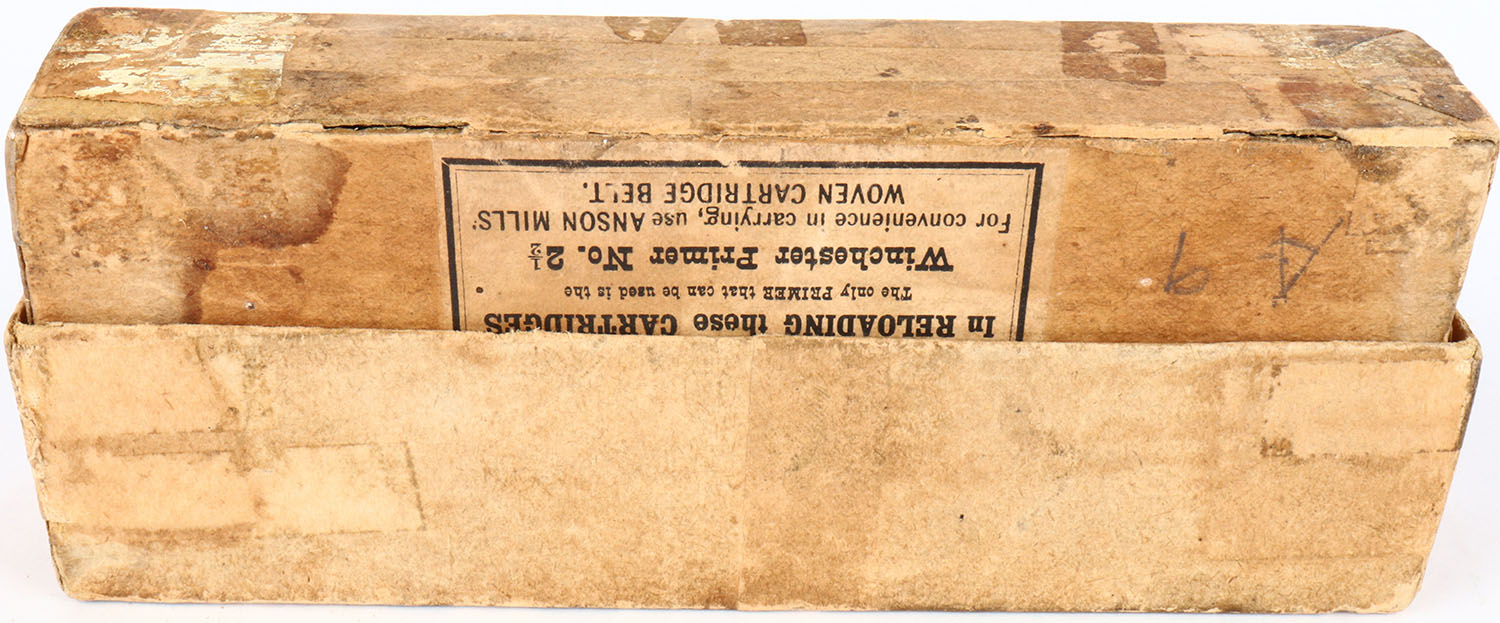 In RELOADING these CARTRIDGES
The only PRIMER that can be used is the
Winchester Primer No. 2½
For convenience in carrying, use ANSON MILLS'
WOVEN CARTRIDGE BELT.
A 9